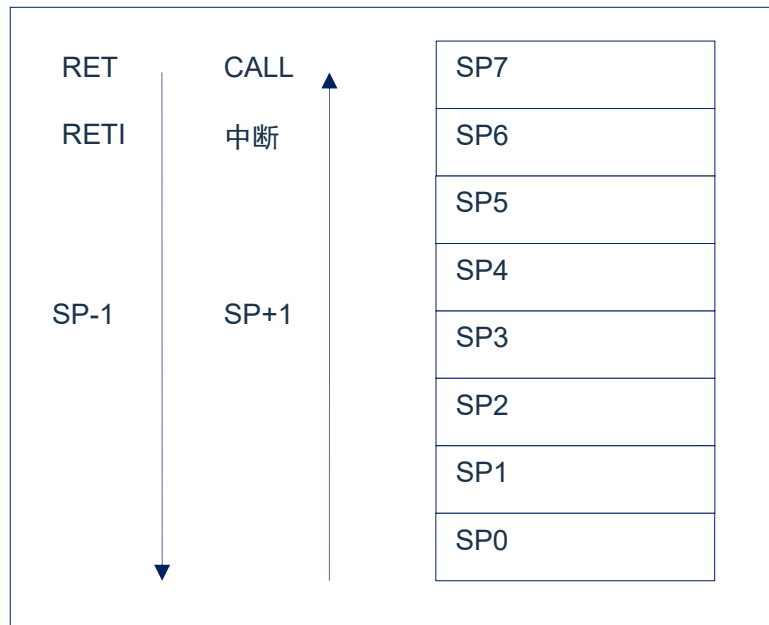 RET CALL SP7
RETI 中断 SP6
SP5
SP4
SP-1 SP+1 SP3
SP2
SP1
SP0